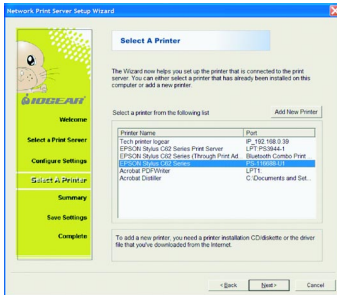 Network Print Server Setup Wizard
Select A Printer
The Wizard now helps you set up the printer that is connected to the print
server. You can either select a printer that has already been installed on this
computer or add a new printer.
IOGEAR
Welcome
Select a Print Server
Configure Settings
Select A Printer
Summary
Save Settings
Complete
Select a printer from the following list
Add New Printer
Printer Name Port
Tech printer iogear IP_192.168.0.39
EPSON Stylus C62 Series Print Server LPT PS3944-1
EPSON Stylus C62 Series (Through Print Ad Bluetooth Combo Print
EPSON Stylus C62 Series PS-116688-U1
Acrobat PDFWriter LPT1:
Acrobat Distiller C:\Documents and Set...
To add a new printer, you need a printer installation CD/diskette or the driver
file that you've downloaded from the Internet.
< Back
Next >
Cancel